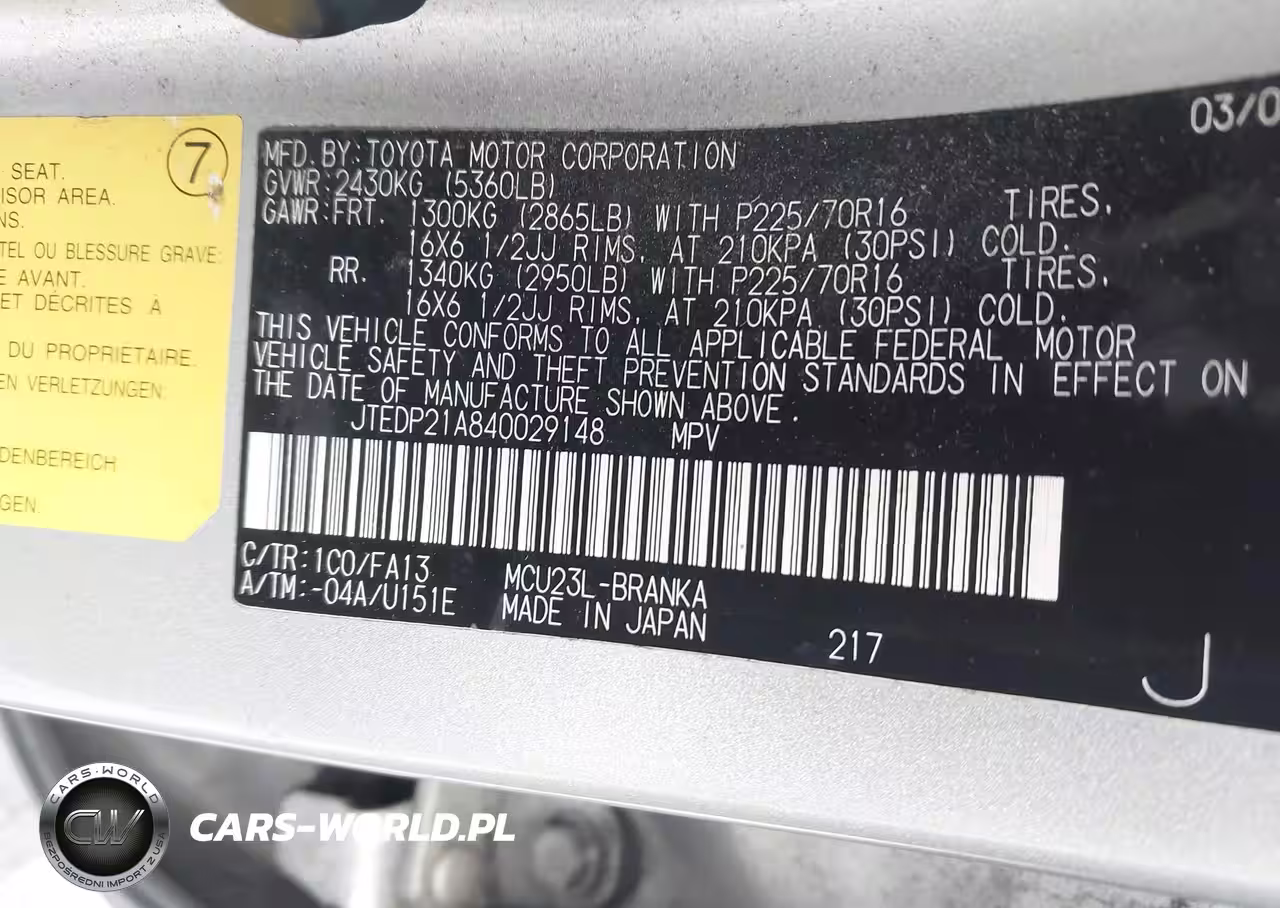 7
SEAT.
ISOR AREA.
NS.
TEL OU BLESSURE GRAVE:
E AVANT.
ET DÉCRITES À
DU PROPRIÉTAIRE.
EN VERLETZUNGEN:
DENBEREICH
GEN.
03/0
MFD. BY: TOYOTA MOTOR CORPORATION
GVWR: 2430KG (5360LB)
GAWR: FRT. 1300KG (2865LB) WITH P225/70R16 TIRES.
16X6 1/2JJ RIMS, AT 210KPA (30PSI) COLD.
RR. 1340KG (2950LB) WITH P225/70R16 TIRES.
16X6 1/2JJ RIMS, AT 210KPA (30PSI) COLD.
THIS VEHICLE CONFORMS TO ALL APPLICABLE FEDERAL MOTOR
VEHICLE SAFETY AND THEFT PREVENTION STANDARDS IN EFFECT ON
THE DATE OF MANUFACTURE SHOWN ABOVE.
JTEDP21A840029148 MPV
C/TR: 1C0/FA13 MCU23L-BRANKA
A/TM: -04A/U151E MADE IN JAPAN
217
J
CARS-WORLD
CW
BEZPOŚREDNI IMPORT Z USA
CARS-WORLD.PL